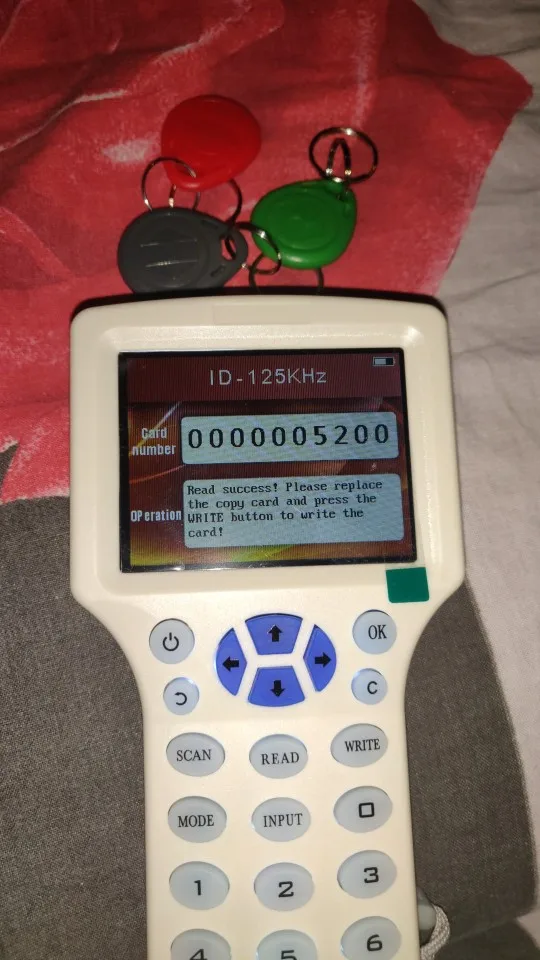 ID-125KHz
Card number
0000005200
OPeration
Read success! Please replace
the copy card and press the
WRITE button to write the
card!
OK
C
SCAN
READ
WRITE
MODE
INPUT
0
1
2
3
4
5
6